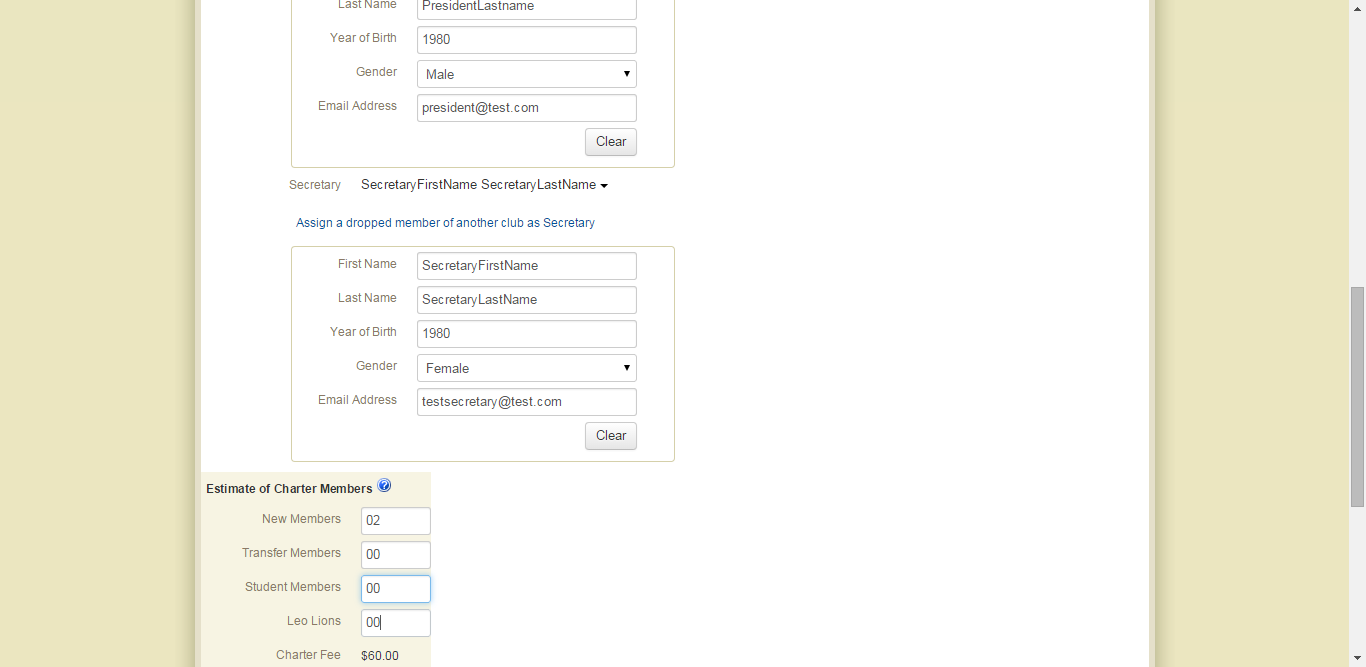 Last Name PresidentLastname
Year of Birth 1980
Gender Male
Email Address president@test.com
Clear
Secretary SecretaryFirstName SecretaryLastName
Assign a dropped member of another club as Secretary
First Name SecretaryFirstName
Last Name SecretaryLastName
Year of Birth 1980
Gender Female
Email Address testsecretary@test.com
Clear
Estimate of Charter Members ?
New Members 02
Transfer Members 00
Student Members 00
Leo Lions 00
Charter Fee $60.00